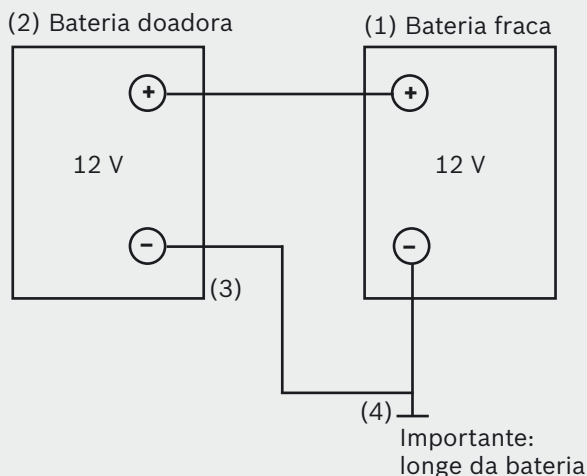 (2) Bateria doadora
(1) Bateria fraca
+
+
12 V
12 V
−
−
(3)
(4)
Importante:
longe da bateria